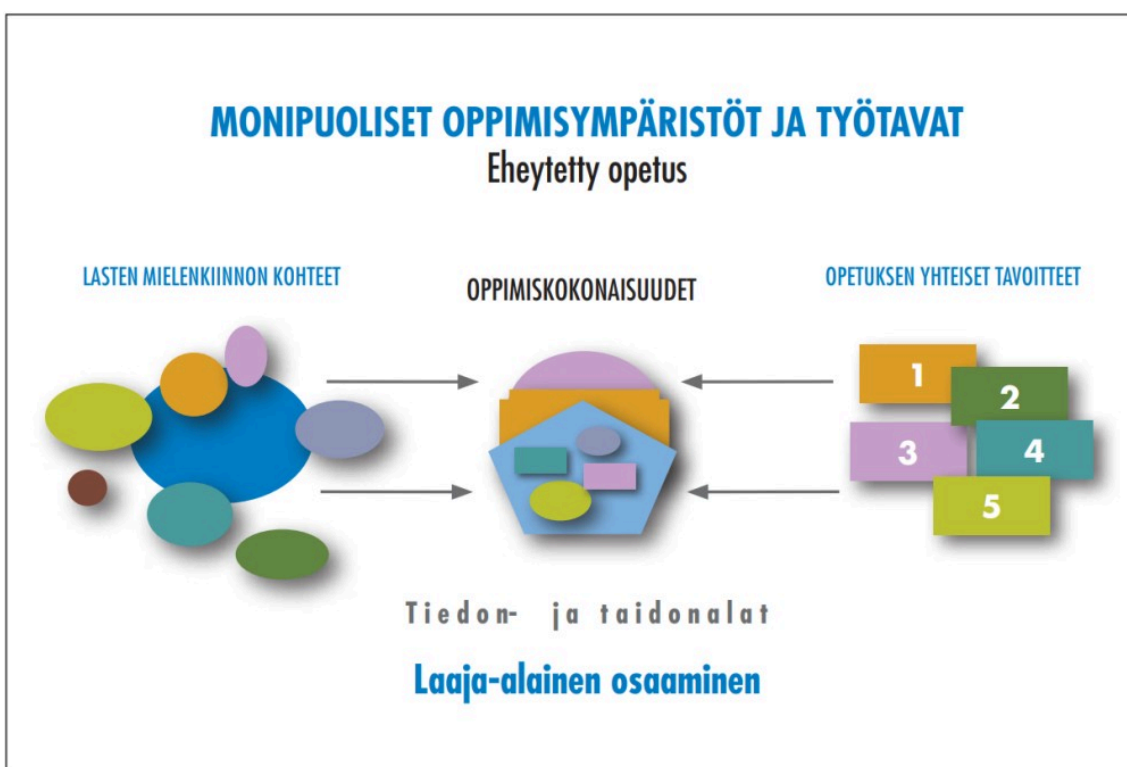 MONIPUOLISET OPPIMISYMPÄRISTÖT JA TYÖTAVAT
Eheytetty opetus
LASTEN MIELENKIINNON KOHTEET
OPPIMISKOKONAISUUDET
OPETUKSEN YHTEISET TAVOITTEET
1
2
3
4
5
Tiedon- ja taidonalat
Laaja-alainen osaaminen